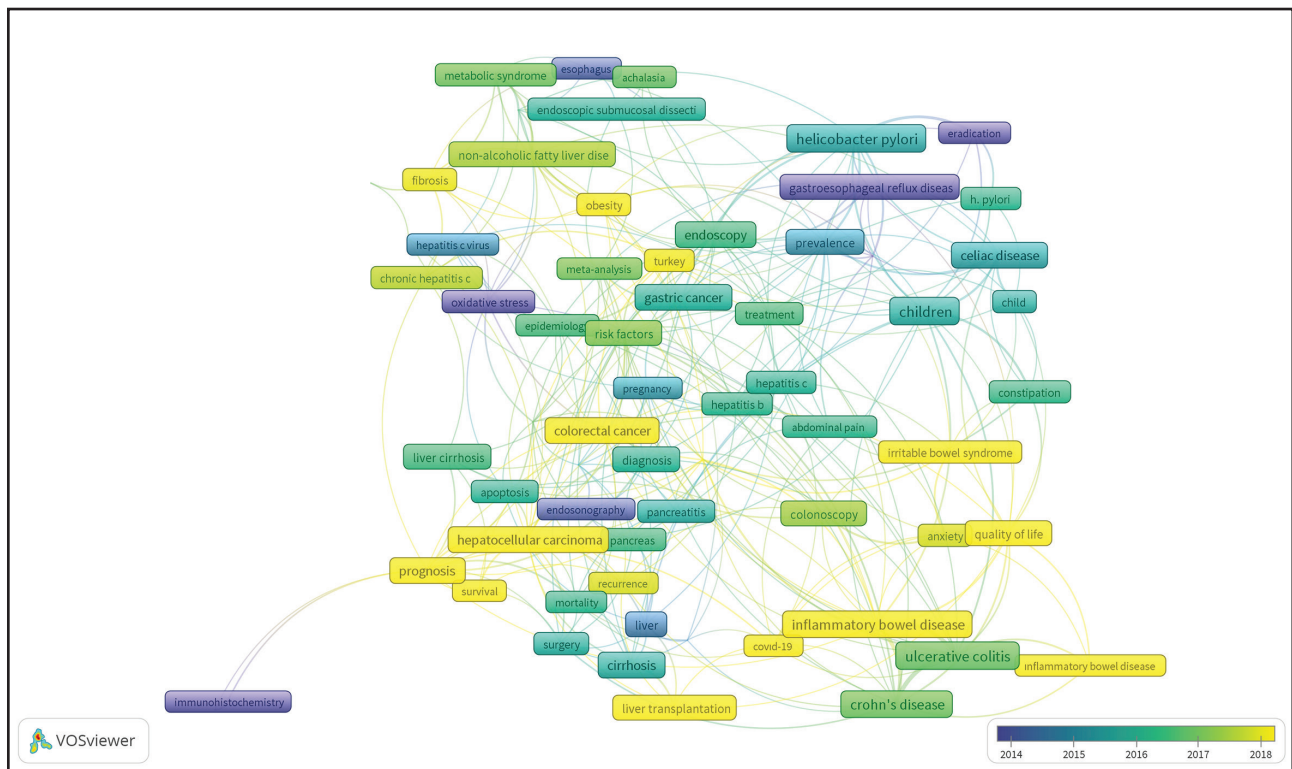 esophagus
metabolic syndrome
achalasia
endoscopic submucosal dissecti
helicobacter pylori
eradication
non-alcoholic fatty liver dise
fibrosis
gastroesophageal reflux diseas
h. pylori
obesity
endoscopy
prevalence
hepatitis c virus
celiac disease
turkey
meta-analysis
chronic hepatitis c
gastric cancer
oxidative stress
child
children
treatment
epidemiology
risk factors
pregnancy
hepatitis c
hepatitis b
constipation
abdominal pain
colorectal cancer
irritable bowel syndrome
liver cirrhosis
diagnosis
apoptosis
endosonography
pancreatitis
colonoscopy
hepatocellular carcinoma
pancreas
anxiety
quality of life
prognosis
survival
recurrence
mortality
liver
inflammatory bowel disease
surgery
covid-19
cirrhosis
ulcerative colitis
inflammatory bowel disease
immunohistochemistry
liver transplantation
crohn's disease
VOSviewer
2014 2015 2016 2017 2018